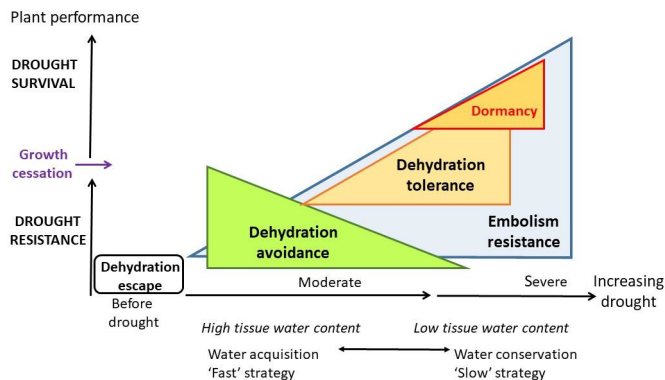 Plant performance
DROUGHT
SURVIVAL
Growth
cessation
DROUGHT
RESISTANCE
Dormancy
Dehydration
tolerance
Embolism
resistance
Dehydration
avoidance
Dehydration
escape
Before
drought
Moderate
Severe
Increasing
drought
High tissue water content
Low tissue water content
Water acquisition
'Fast' strategy
Water conservation
'Slow' strategy